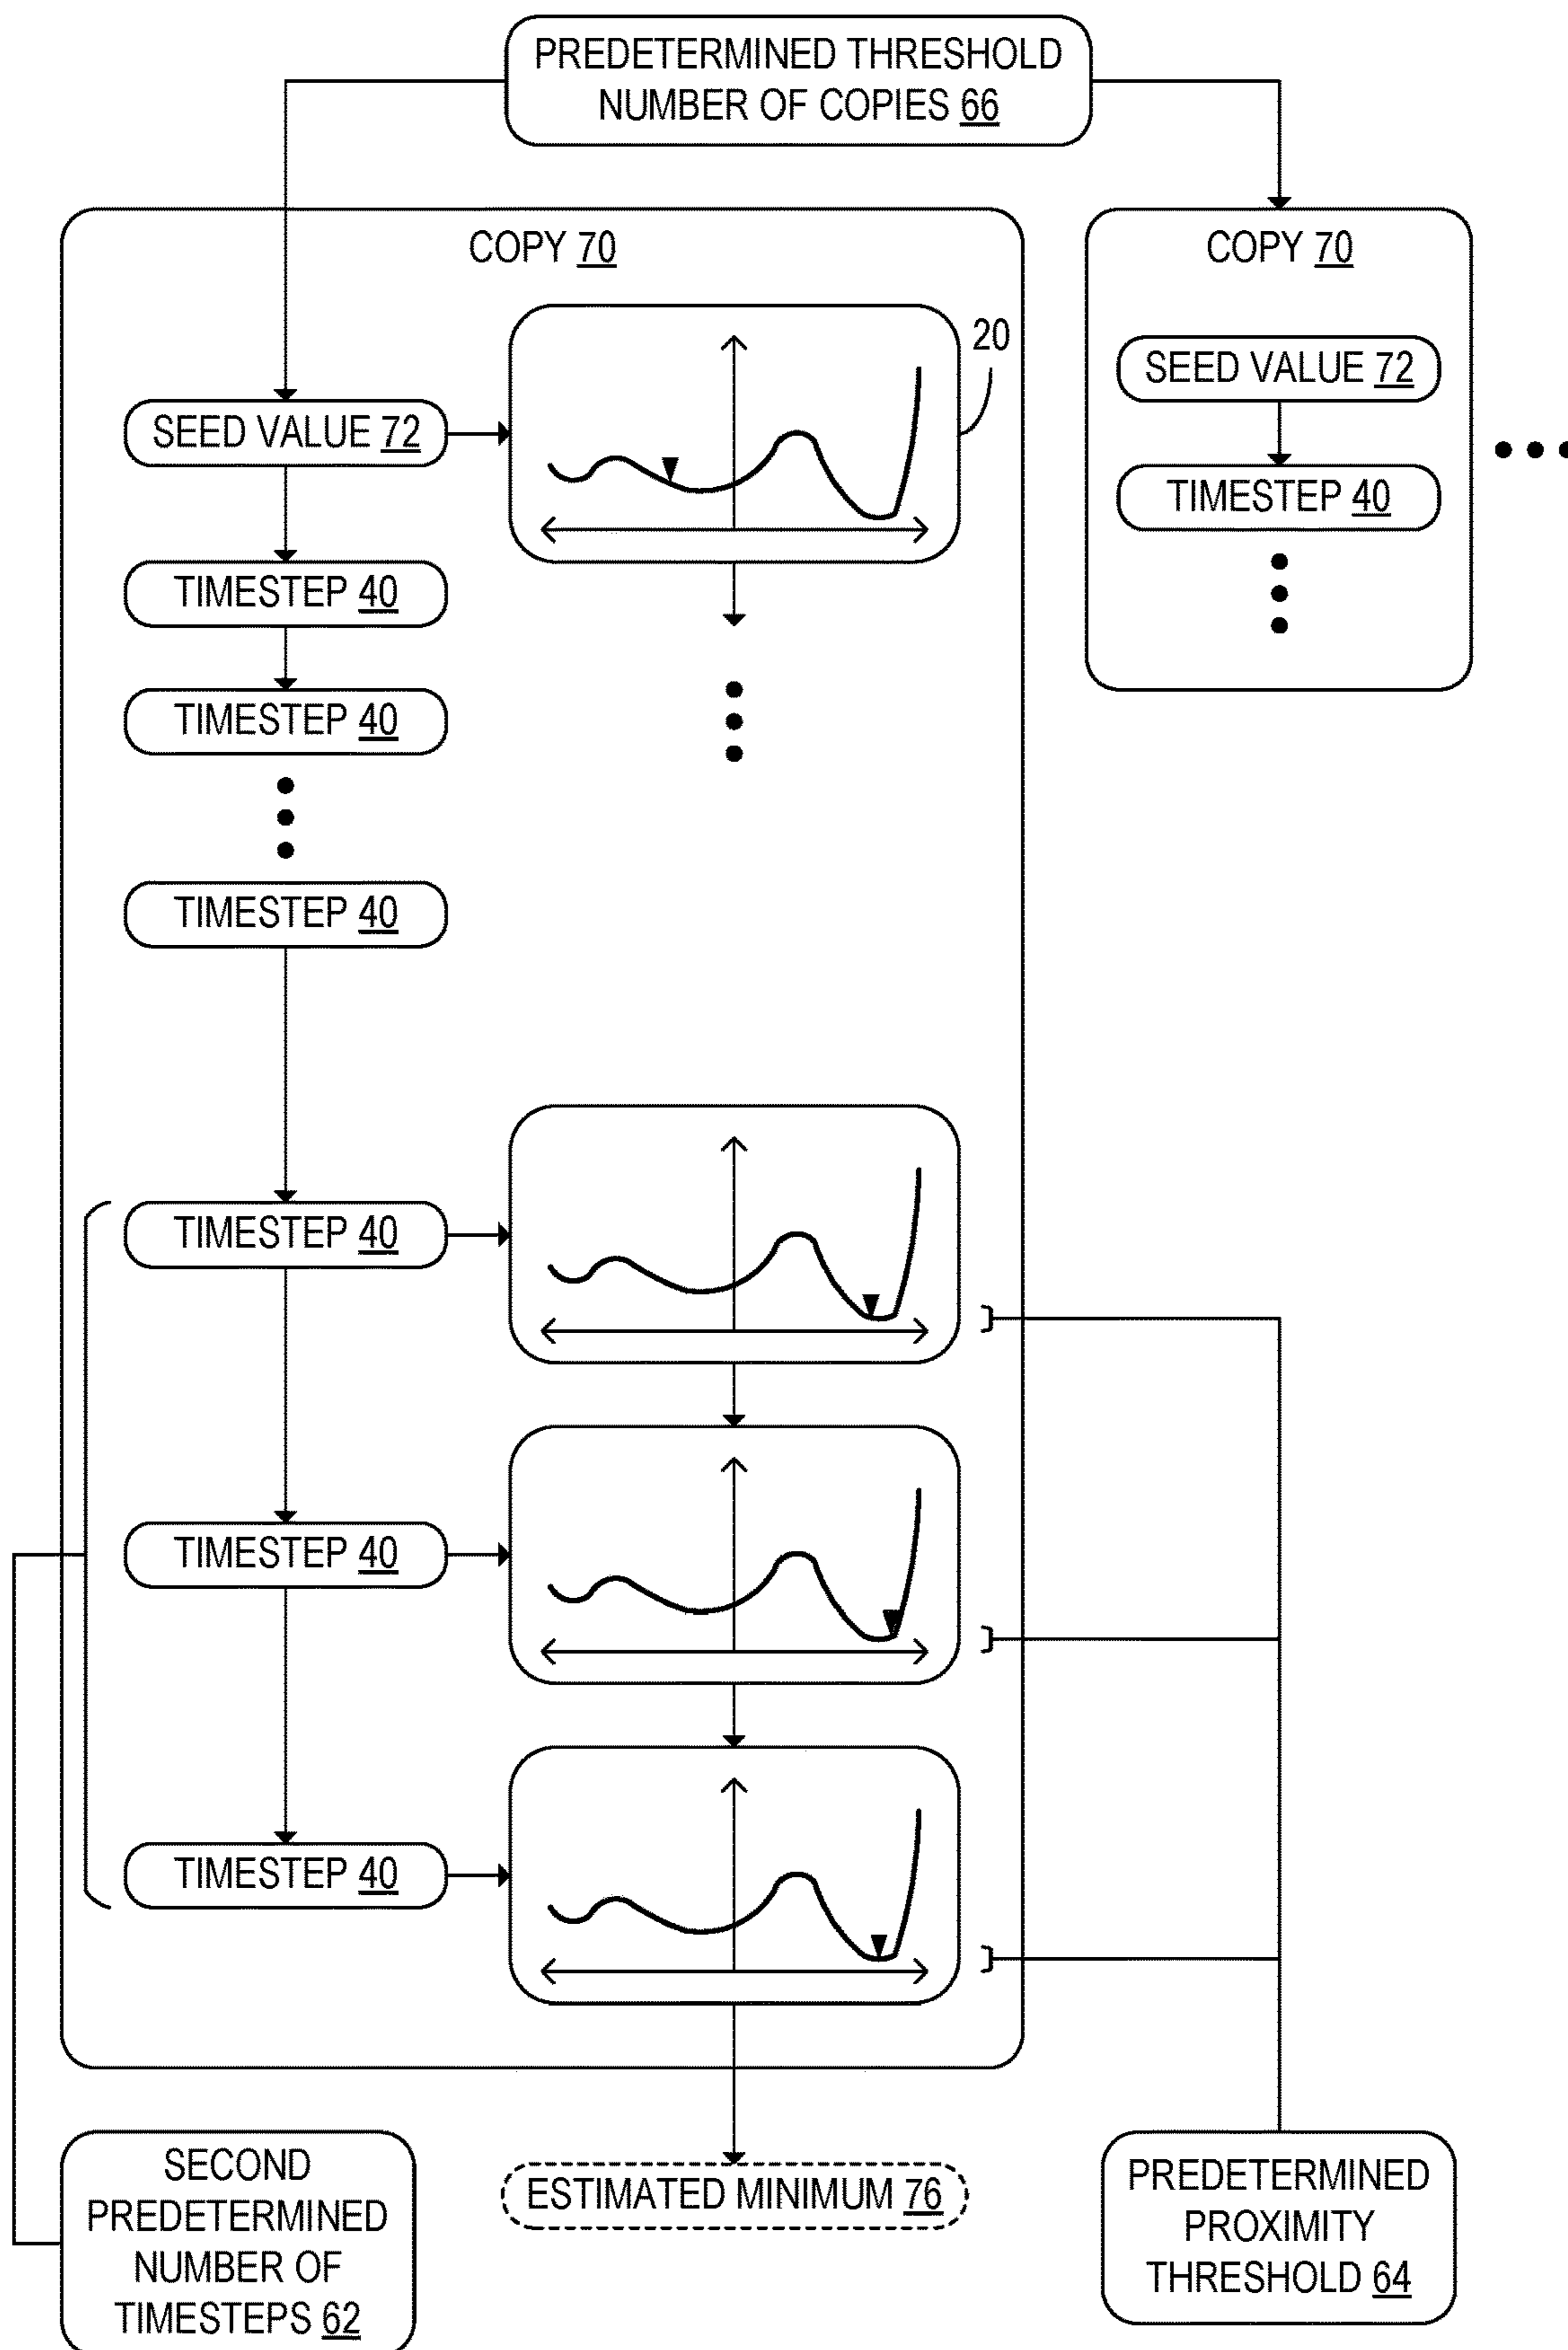 PREDETERMINED THRESHOLD
NUMBER OF COPIES 66
COPY 70
COPY 70
20
SEED VALUE 72
SEED VALUE 72
TIMESTEP 40
TIMESTEP 40
TIMESTEP 40
TIMESTEP 40
TIMESTEP 40
TIMESTEP 40
TIMESTEP 40
SECOND
PREDETERMINED
NUMBER OF
TIMESTEPS 62
ESTIMATED MINIMUM 76
PREDETERMINED
PROXIMITY
THRESHOLD 64